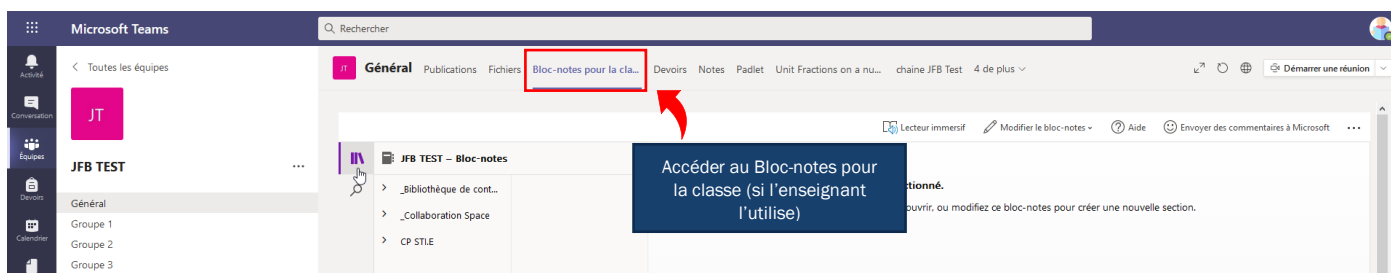 Microsoft Teams
Rechercher
Activité
Conversation
Équipes
Devoirs
Calendrier
Toutes les équipes
JT
JFB TEST
Général
Groupe 1
Groupe 2
Groupe 3
JT Général Publications Fichiers Bloc-notes pour la cla... Devoirs Notes Padlet Unit Fractions on a nu... chaine JFB Test 4 de plus Démarrer une réunion
Lecteur immersif Modifier le bloc-notes Aide Envoyer des commentaires à Microsoft
JFB TEST – Bloc-notes
_Bibliothèque de cont...
_Collaboration Space
CP STI.E
Accéder au Bloc-notes pour
la classe (si l'enseignant
l'utilise)
ctionné.
ouvrir, ou modifiez ce bloc-notes pour créer une nouvelle section.